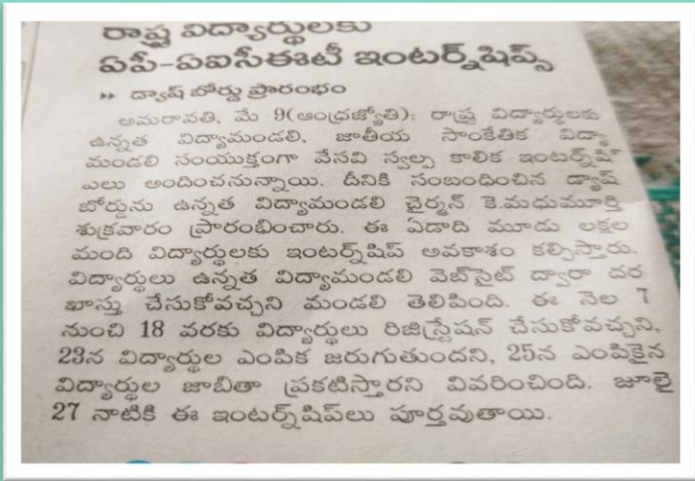 రాష్ట్ర విద్యార్థులకు
ఏపీ-ఏఐసీఈటీ ఇంటర్న్‌షిప్స్
» డ్యాష్ బోర్డు ప్రారంభం
అమరావతి, మే 9(ఆంధ్రజ్యోతి): రాష్ట్ర విద్యార్థులకు
ఉన్నత విద్యామండలి, జాతీయ సాంకేతిక విద్యా
మండలి సంయుక్తంగా వేసవి స్వల్ప కాలిక ఇంటర్న్‌షి
పలు అందించనున్నాయి. దీనికి సంబంధించిన డ్యాష్
బోర్డును ఉన్నత విద్యామండలి చైర్మన్ కె.మధుమూర్తి
శుక్రవారం ప్రారంభించారు. ఈ ఏడాది మూడు లక్షల
మంది విద్యార్థులకు ఇంటర్న్‌షిప్ అవకాశం కల్పిస్తారు.
విద్యార్థులు ఉన్నత విద్యామండలి వెబ్‌సైట్ ద్వారా దర
ఖాస్తు చేసుకోవచ్చని మండలి తెలిపింది. ఈ నెల 7
నుంచి 18 వరకు విద్యార్థులు రిజిస్ట్రేషన్ చేసుకోవచ్చని,
23న విద్యార్థుల ఎంపిక జరుగుతుందని, 25న ఎంపికైన
విద్యార్థుల జాబితా ప్రకటిస్తారని వివరించింది. జూలై
27 నాటికి ఈ ఇంటర్న్‌షిప్‌లు పూర్తవుతాయి.